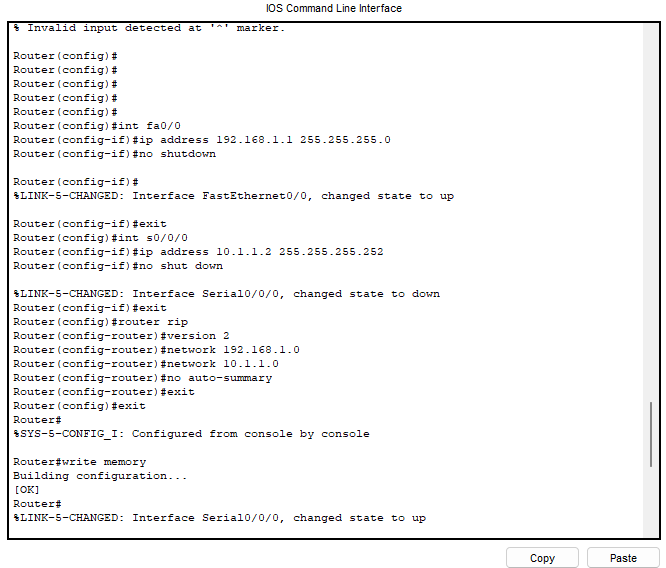 IOS Command Line Interface
% Invalid input detected at '^' marker.
Router(config)#
Router(config)#
Router(config)#
Router(config)#
Router(config)#
Router(config)#int fa0/0
Router(config-if)#ip address 192.168.1.1 255.255.255.0
Router(config-if)#no shutdown
Router(config-if)#
%LINK-5-CHANGED: Interface FastEthernet0/0, changed state to up
Router(config-if)#exit
Router(config)#int s0/0/0
Router(config-if)#ip address 10.1.1.2 255.255.255.252
Router(config-if)#no shut down
%LINK-5-CHANGED: Interface Serial0/0/0, changed state to down
Router(config-if)#exit
Router(config)#router rip
Router(config-router)#version 2
Router(config-router)#network 192.168.1.0
Router(config-router)#network 10.1.1.0
Router(config-router)#no auto-summary
Router(config-router)#exit
Router(config)#exit
Router#
%SYS-5-CONFIG_I: Configured from console by console
Router#write memory
Building configuration...
[OK]
Router#
%LINK-5-CHANGED: Interface Serial0/0/0, changed state to up
Copy Paste